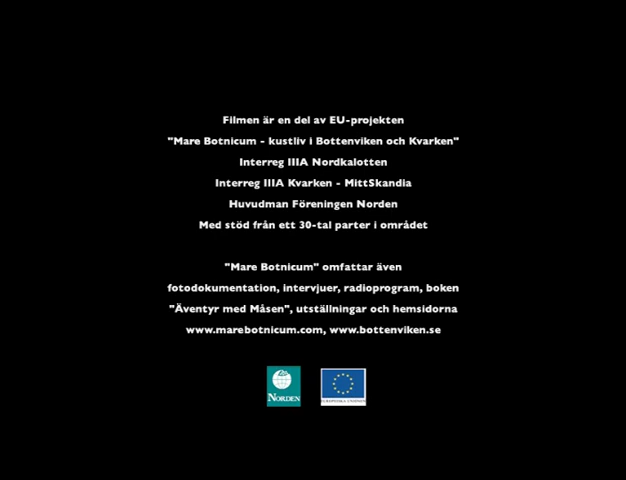 Filmen är en del av EU-projekten
"Mare Botnicum - kustliv i Bottenviken och Kvarken"
Interreg IIIA Nordkalotten
Interreg IIIA Kvarken - MittSkandia
Huvudman Föreningen Norden
Med stöd från ett 30-tal parter i området
"Mare Botnicum" omfattar även
fotodokumentation, intervjuer, radioprogram, boken
"Äventyr med Måsen", utställningar och hemsidorna
www.marebotnicum.com, www.bottenviken.se
NORDEN
EUROPEISKA UNIONEN